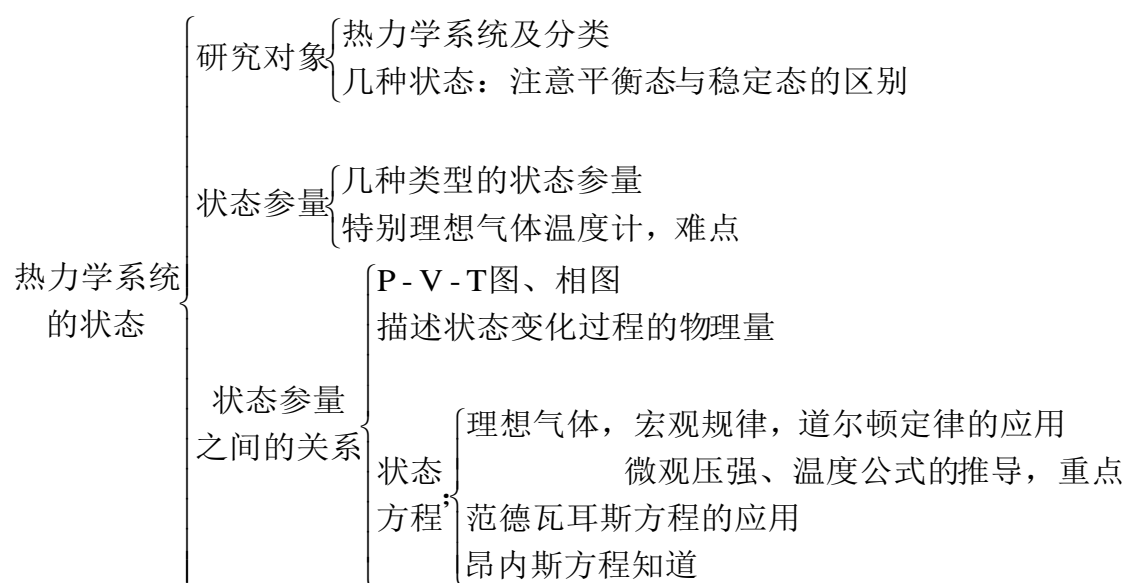 研究对象
热力学系统及分类
几种状态：注意平衡态与稳定态的区别
状态参量
几种类型的状态参量
特别理想气体温度计，难点
热力学系统
的状态
状态参量
之间的关系
P - V - T图、相图
描述状态变化过程的物理量
状态
方程;
理想气体，宏观规律，道尔顿定律的应用
微观压强、温度公式的推导，重点
范德瓦耳斯方程的应用
昂内斯方程知道